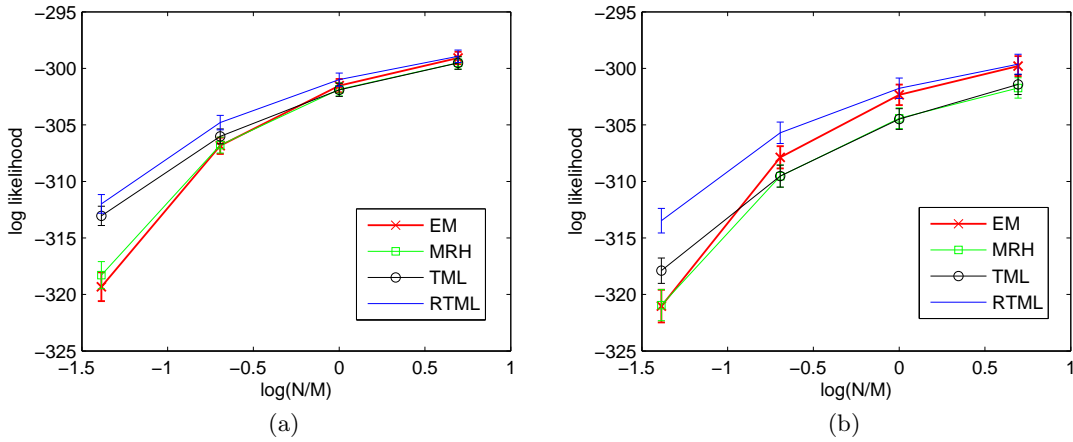 −295
−300
−305
−310
−315
−320
−325
log likelihood
−1.5 −1 −0.5 0 0.5 1
log(N/M)
EM
MRH
TML
RTML
(a)
−295
−300
−305
−310
−315
−320
−325
log likelihood
−1.5 −1 −0.5 0 0.5 1
log(N/M)
EM
MRH
TML
RTML
(b)